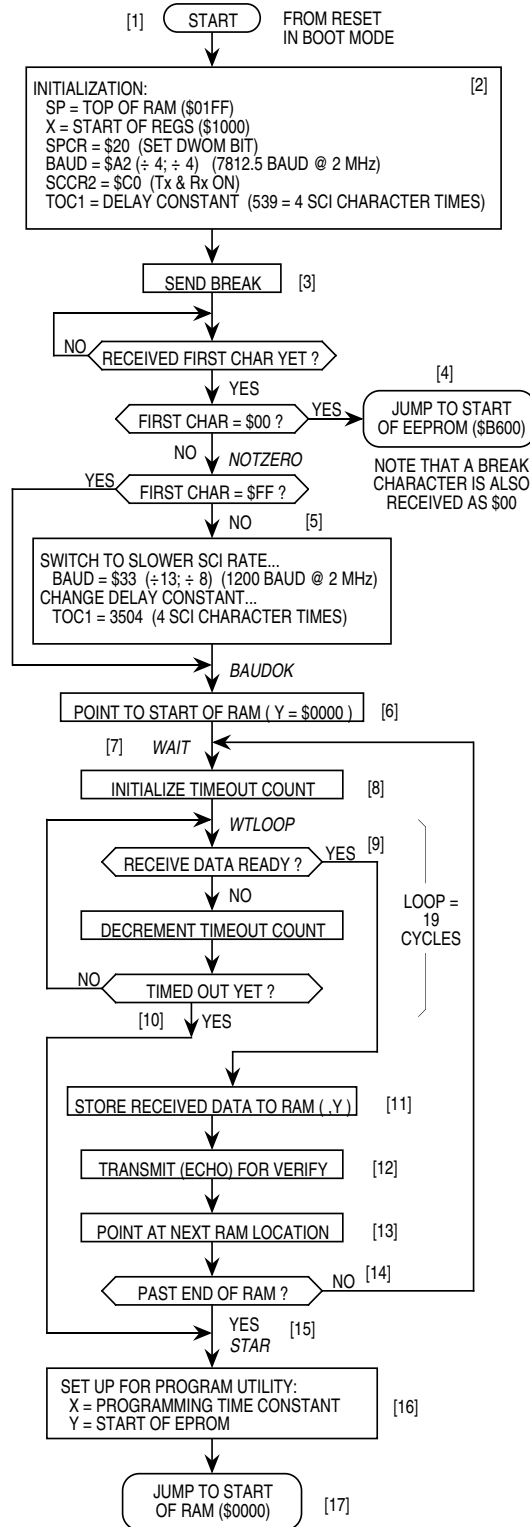 [1] START FROM RESET
IN BOOT MODE
[2]
INITIALIZATION:
SP = TOP OF RAM ($01FF)
X = START OF REGS ($1000)
SPCR = $20 (SET DWOM BIT)
BAUD = $A2 (÷ 4; ÷ 4) (7812.5 BAUD @ 2 MHz)
SCCR2 = $C0 (Tx & Rx ON)
TOC1 = DELAY CONSTANT (539 = 4 SCI CHARACTER TIMES)
SEND BREAK [3]
RECEIVED FIRST CHAR YET ?
NO
YES
FIRST CHAR = $00 ?
YES
[4]
JUMP TO START
OF EEPROM ($B600)
NOTE THAT A BREAK
CHARACTER IS ALSO
RECEIVED AS $00
NO NOTZERO
FIRST CHAR = $FF ?
YES
NO [5]
SWITCH TO SLOWER SCI RATE...
BAUD = $33 (÷13; ÷ 8) (1200 BAUD @ 2 MHz)
CHANGE DELAY CONSTANT...
TOC1 = 3504 (4 SCI CHARACTER TIMES)
BAUDOK
POINT TO START OF RAM ( Y = $0000 ) [6]
[7] WAIT
INITIALIZE TIMEOUT COUNT [8]
WTLOOP
RECEIVE DATA READY ? YES [9]
NO
DECREMENT TIMEOUT COUNT
LOOP =
19
CYCLES
NO TIMED OUT YET ?
[10] YES
STORE RECEIVED DATA TO RAM ( ,Y ) [11]
TRANSMIT (ECHO) FOR VERIFY [12]
POINT AT NEXT RAM LOCATION [13]
PAST END OF RAM ? NO [14]
YES [15]
STAR
SET UP FOR PROGRAM UTILITY:
X = PROGRAMMING TIME CONSTANT
Y = START OF EPROM
[16]
JUMP TO START
OF RAM ($0000)
[17]